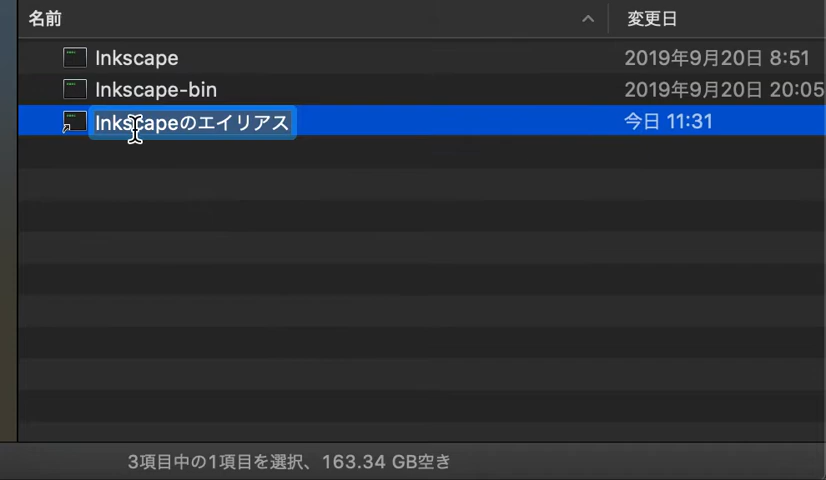 名前 変更日
Inkscape 2019年9月20日 8:51
Inkscape-bin 2019年9月20日 20:05
Inkscapeのエイリアス 今日 11:31
3項目中の1項目を選択、163.34 GB空き